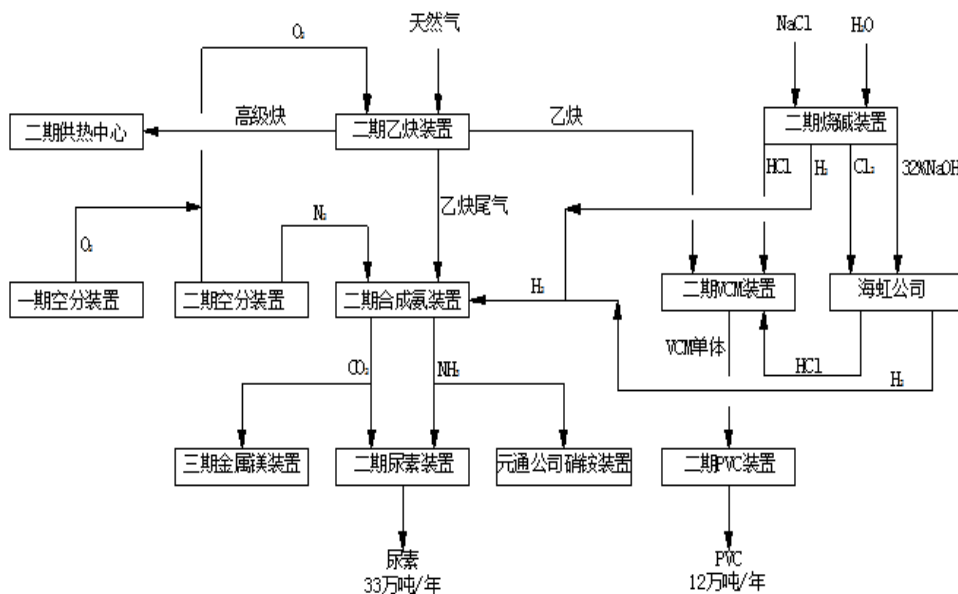 O₂
天然气
NaCl
H₂O
二期供热中心
高级炔
二期乙炔装置
乙炔
二期烧碱装置
HCl
H₂
Cl₂
32%NaOH
O₂
N₂
乙炔尾气
一期空分装置
二期空分装置
二期合成氨装置
H₂
二期VCM装置
海虹公司
VCM单体
HCl
H₂
CO₂
NH₃
三期金属镁装置
二期尿素装置
元通公司硝铵装置
二期PVC装置
尿素
33万吨/年
PVC
12万吨/年